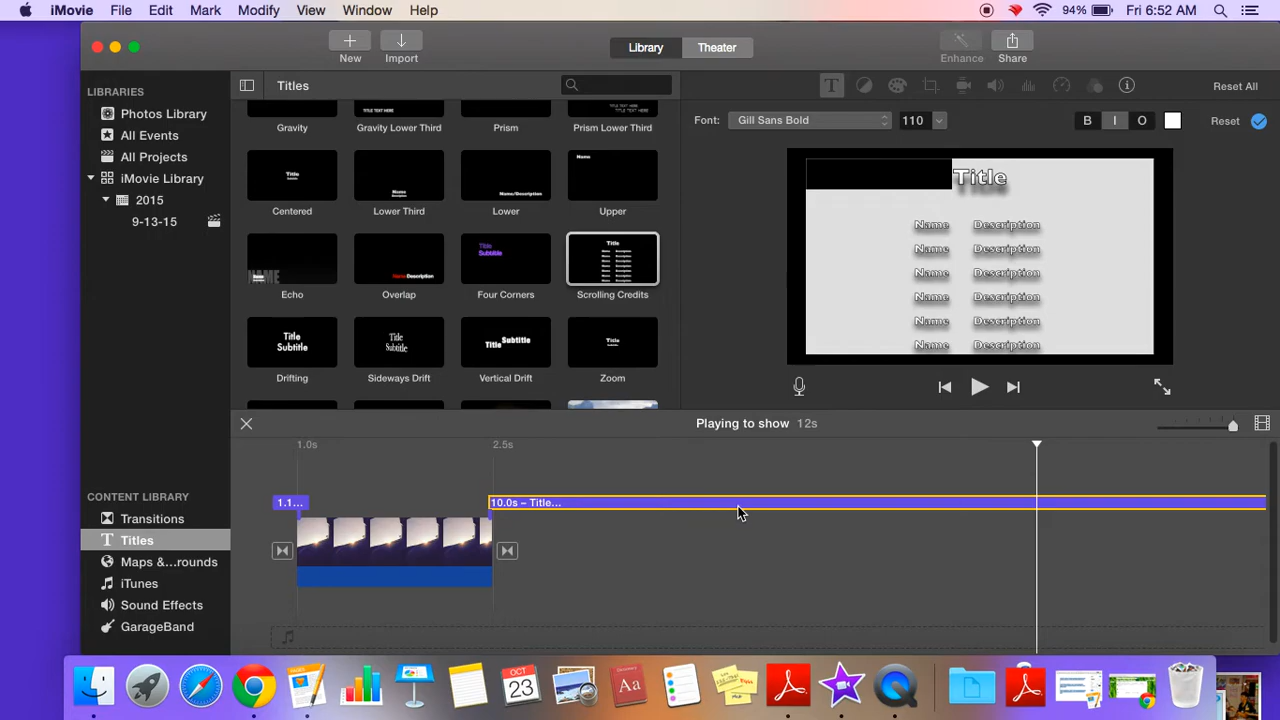 iMovie File Edit Mark Modify View Window Help 94% Fri 6:52 AM
New Import Library Theater Enhance Share
LIBRARIES
Photos Library
All Events
All Projects
iMovie Library
2015
9-13-15
CONTENT LIBRARY
Transitions
Titles
Maps &...rounds
iTunes
Sound Effects
GarageBand
Titles
TITLE TEXT HERE
Gravity Gravity Lower Third Prism Prism Lower Third
Centered Lower Third Lower Upper
Echo Overlap Four Corners Scrolling Credits
Drifting Sideways Drift Vertical Drift Zoom
Reset All
Font: Gill Sans Bold 110 B I O Reset
Title
Name Description
Name Description
Name Description
Name Description
Name Description
Name Description
Playing to show 12s
1.0s 2.5s
1.1... 10.0s – Title...
OCT
23
Aa